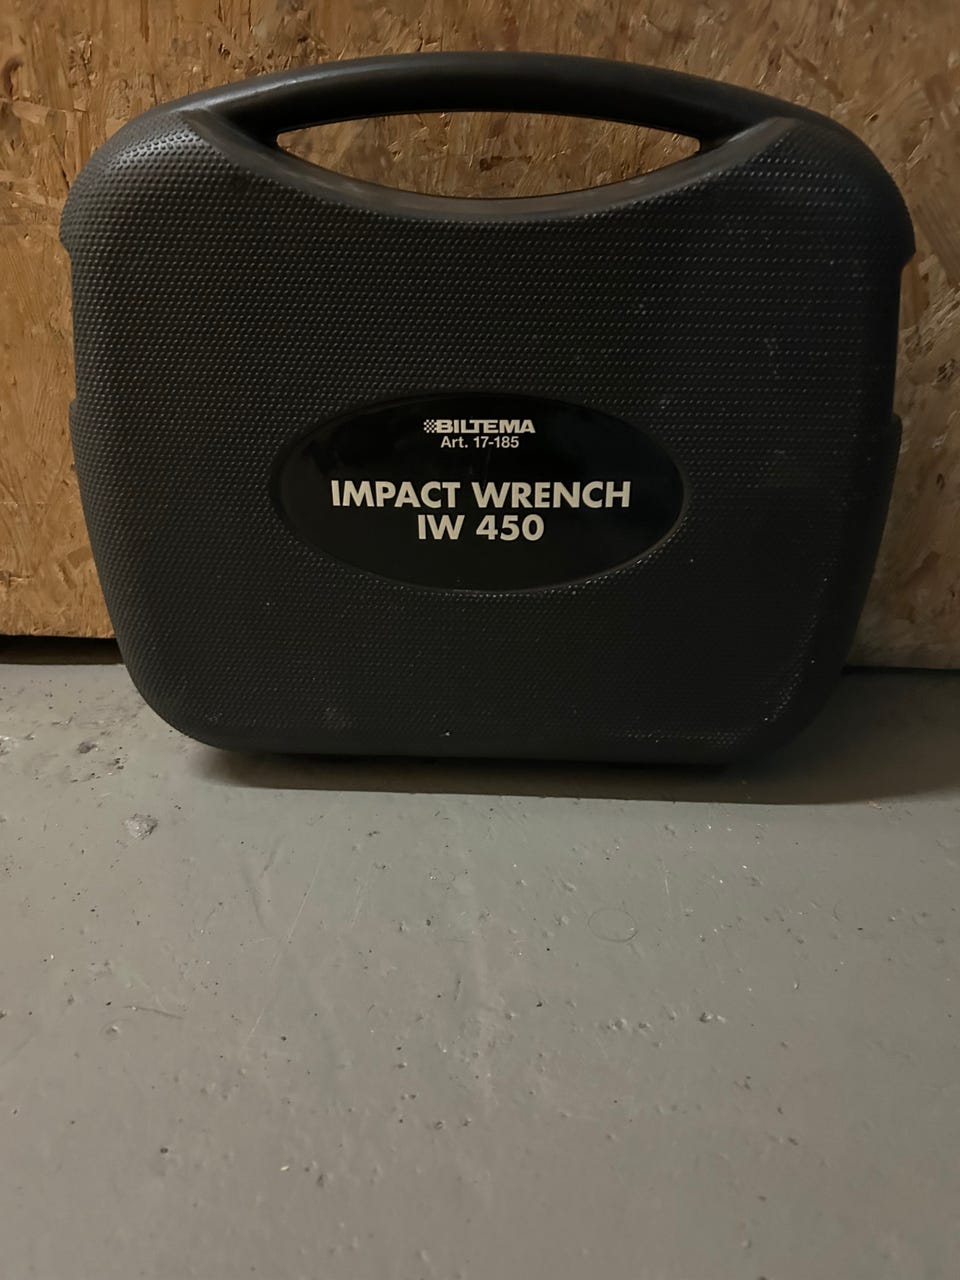 BILTEMA
Art. 17-185
IMPACT WRENCH
IW 450